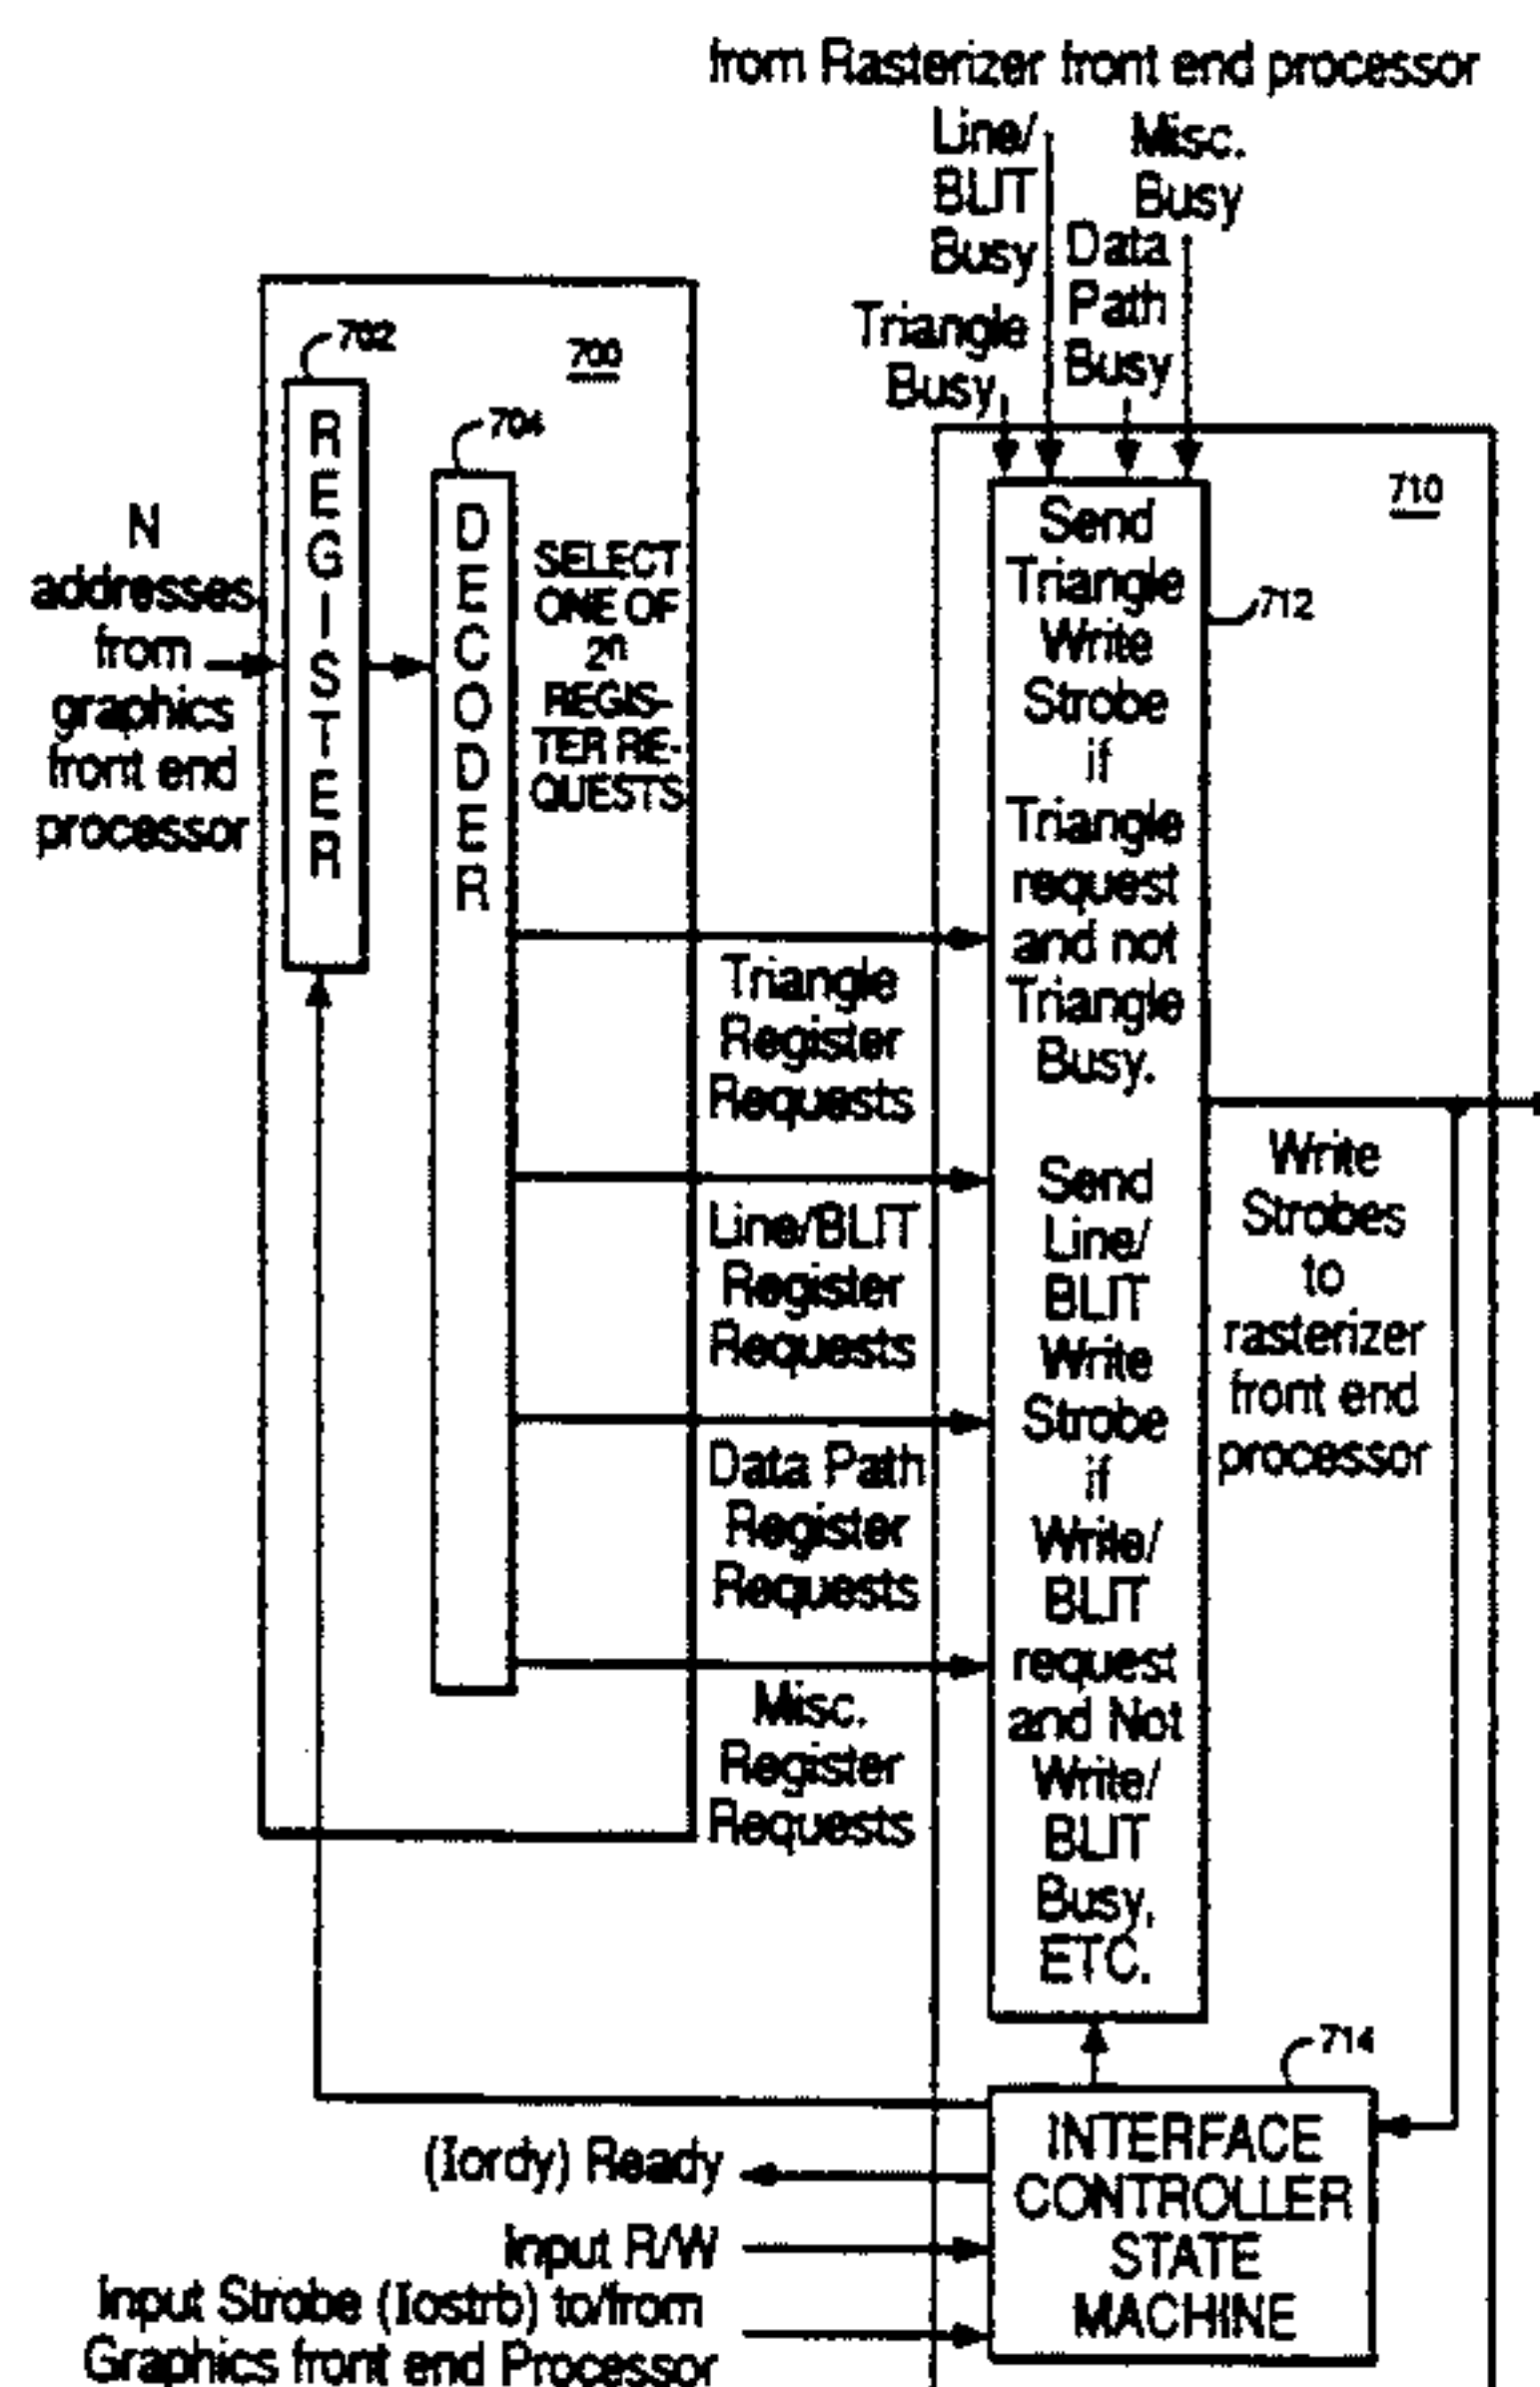 from Rasterizer front end processor
Line/
BLIT
Busy
Misc.
Busy
Data
Path
Busy
Triangle
Busy
702
700
704
710
712
REGISTER
DECODER
N
addresses
from
graphics
front end
processor
SELECT
ONE OF
2ⁿ
REGIS-
TER RE-
QUESTS
Send
Triangle
Write
Strobe
if
Triangle
request
and not
Triangle
Busy.
Send
Line/
BLIT
Write
Strobe
if
Write/
BLIT
request
and Not
Write/
BLIT
Busy,
ETC.
Triangle
Register
Requests
Line/BLIT
Register
Requests
Data Path
Register
Requests
Misc.
Register
Requests
Write
Strobes
to
rasterizer
front end
processor
714
INTERFACE
CONTROLLER
STATE
MACHINE
(Iordy) Ready
Input R/W
Input Strobe (Iostrb) to/from
Graphics front end Processor